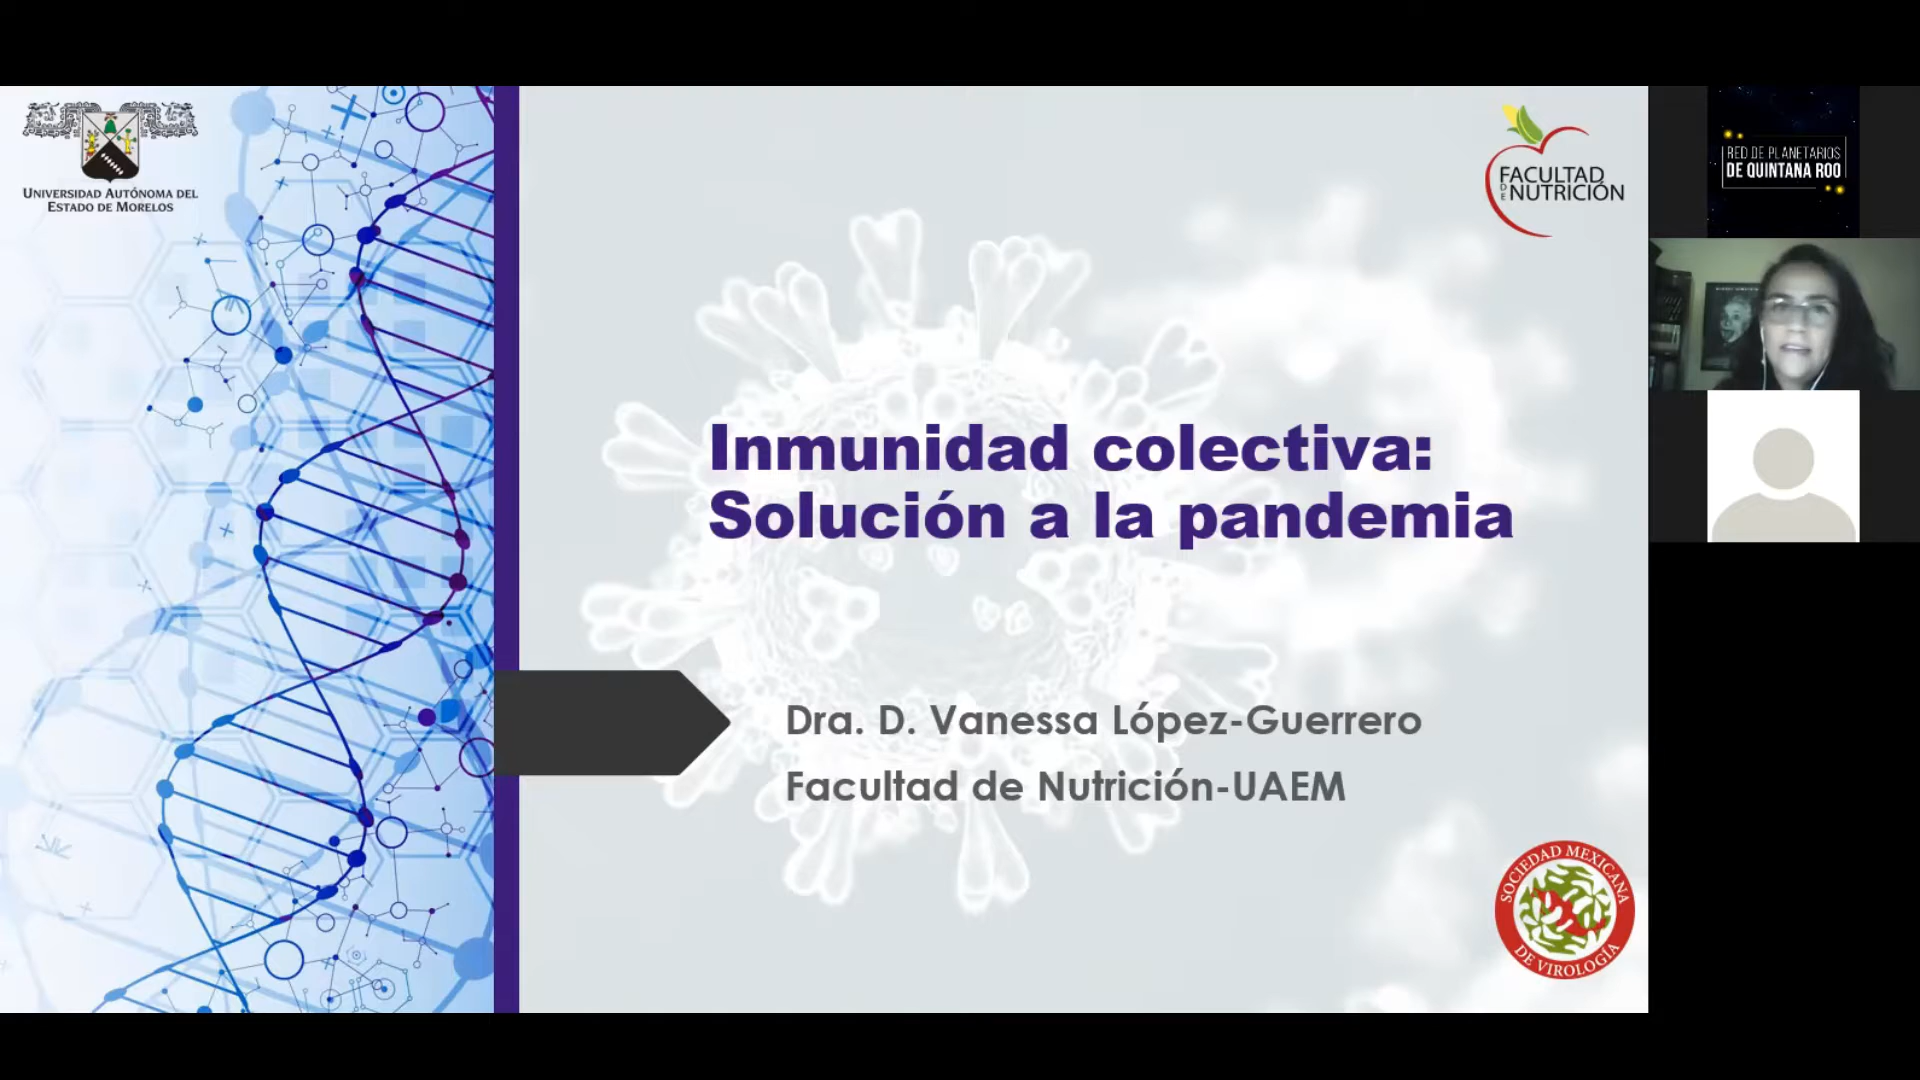 UNIVERSIDAD AUTÓNOMA DEL
ESTADO DE MORELOS
FACULTAD
DE NUTRICIÓN
Inmunidad colectiva:
Solución a la pandemia
Dra. D. Vanessa López-Guerrero
Facultad de Nutrición-UAEM
SOCIEDAD MEXICANA
DE VIROLOGÍA
RED DE PLANETARIOS
DE QUINTANA ROO